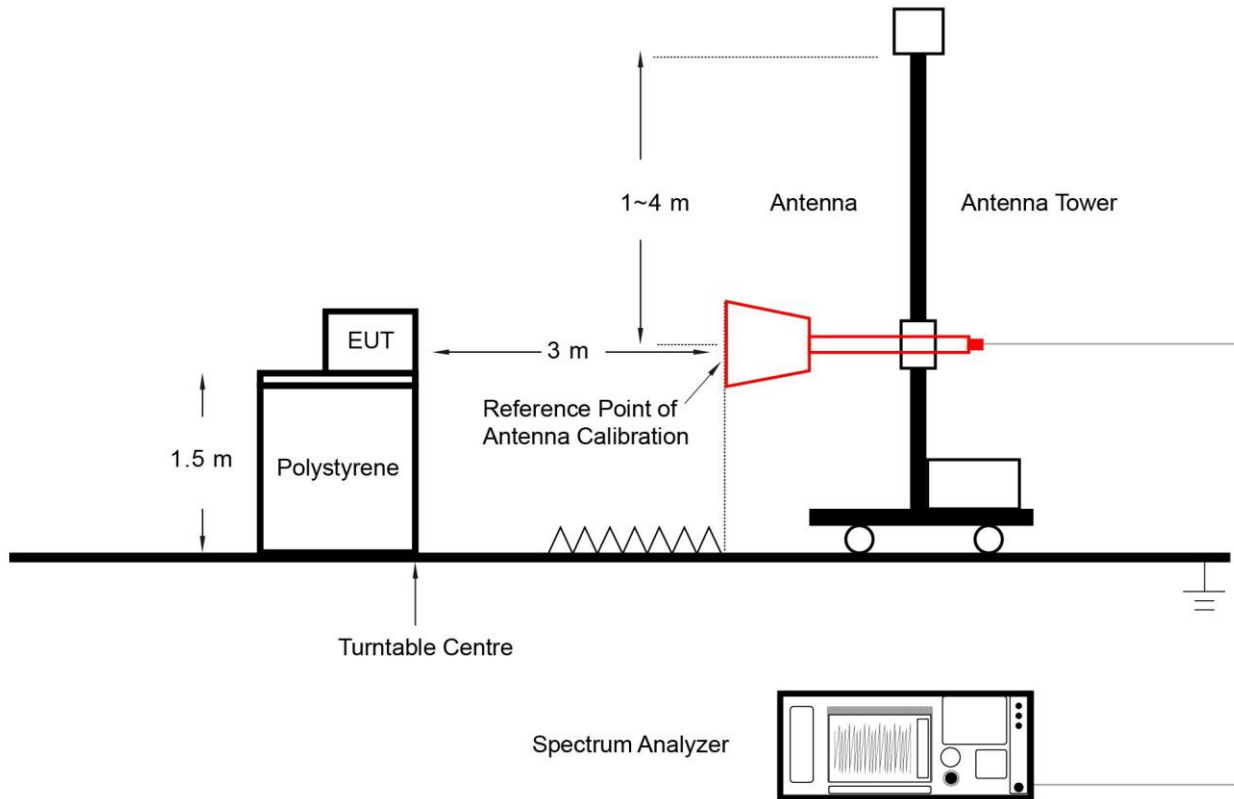 1~4 m
Antenna
Antenna Tower
EUT
3 m
Reference Point of
Antenna Calibration
1.5 m
Polystyrene
Turntable Centre
Spectrum Analyzer